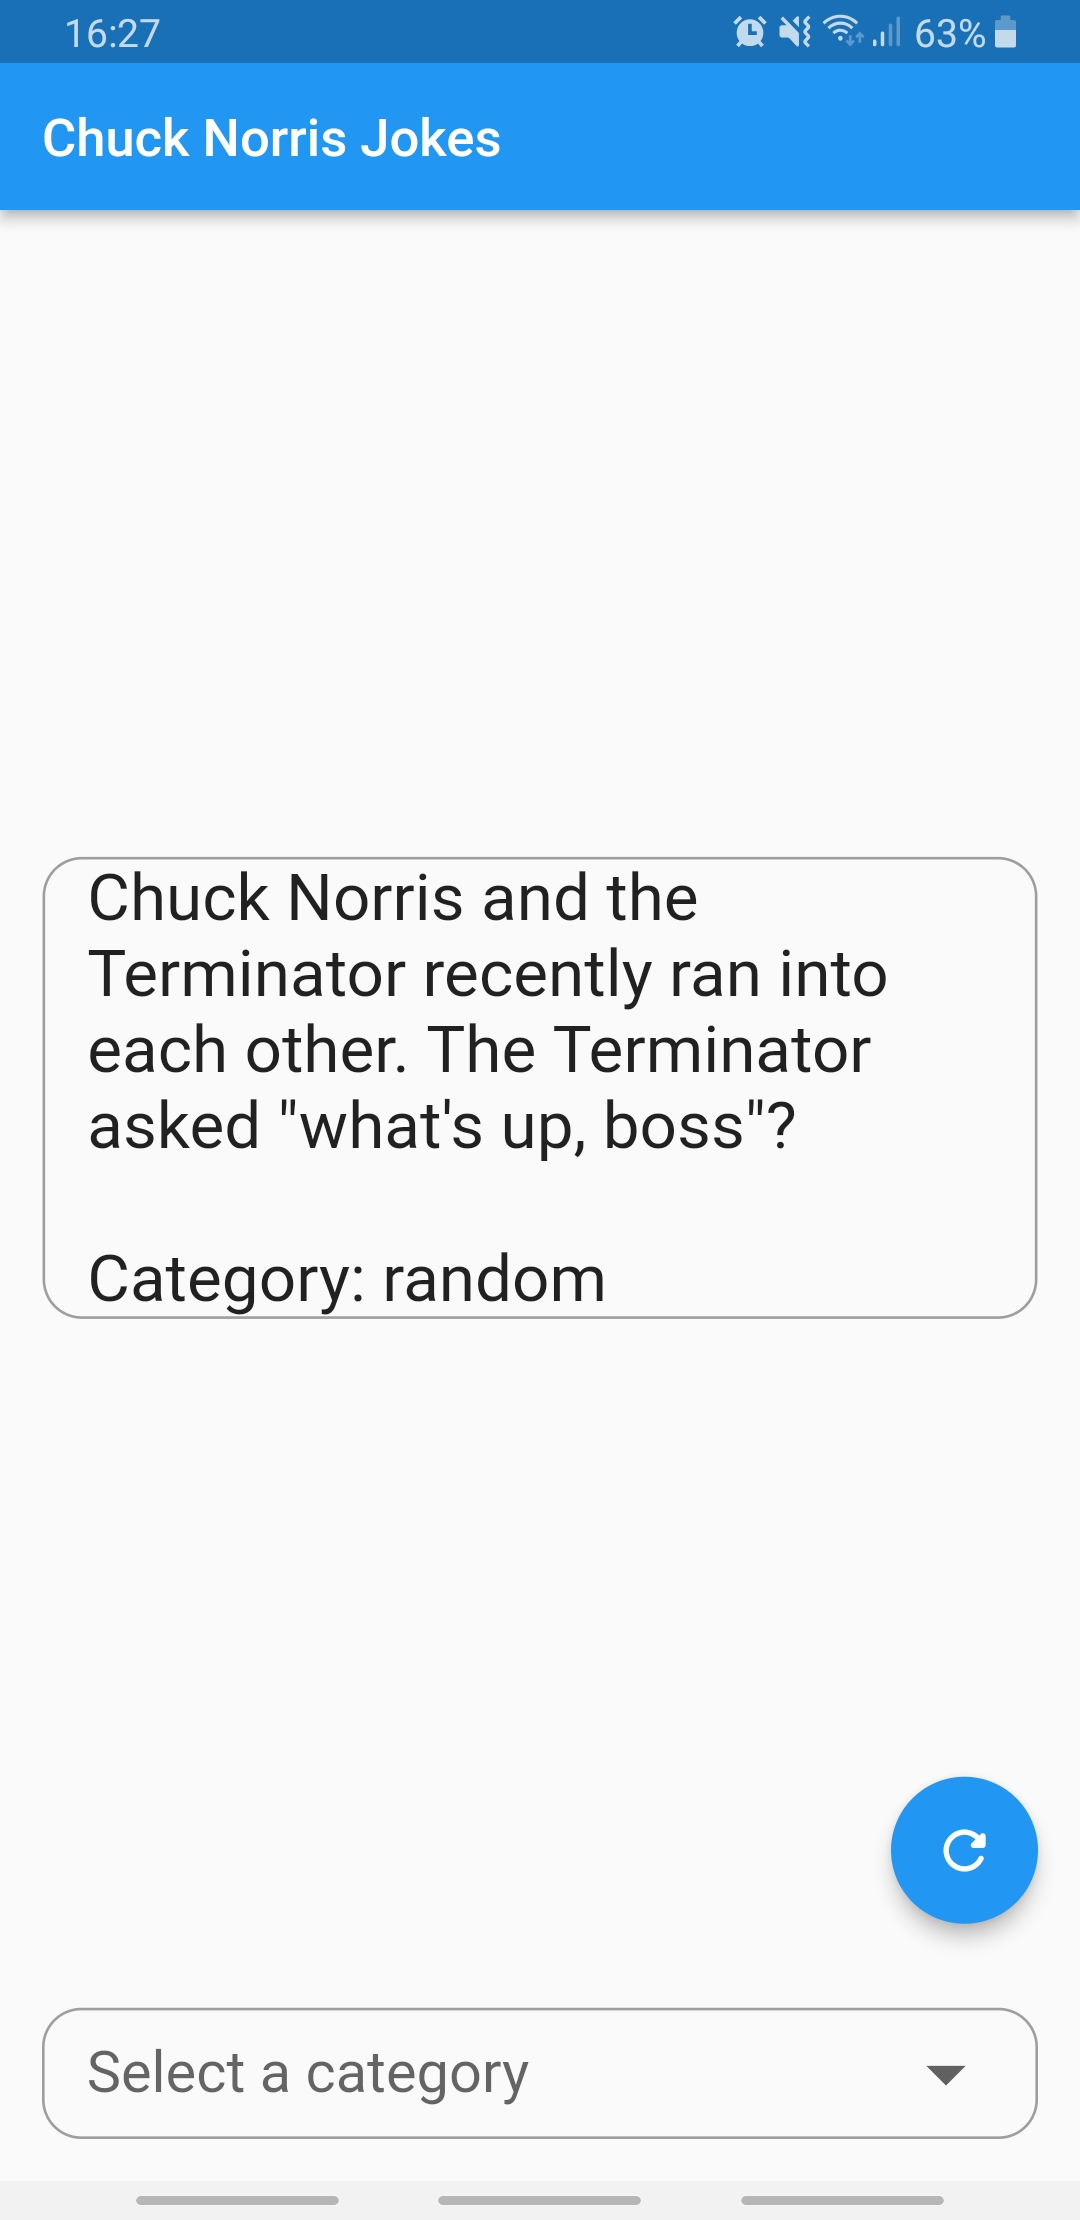 16:27
63%
Chuck Norris Jokes
Chuck Norris and the
Terminator recently ran into
each other. The Terminator
asked "what's up, boss"?
Category: random
Select a category